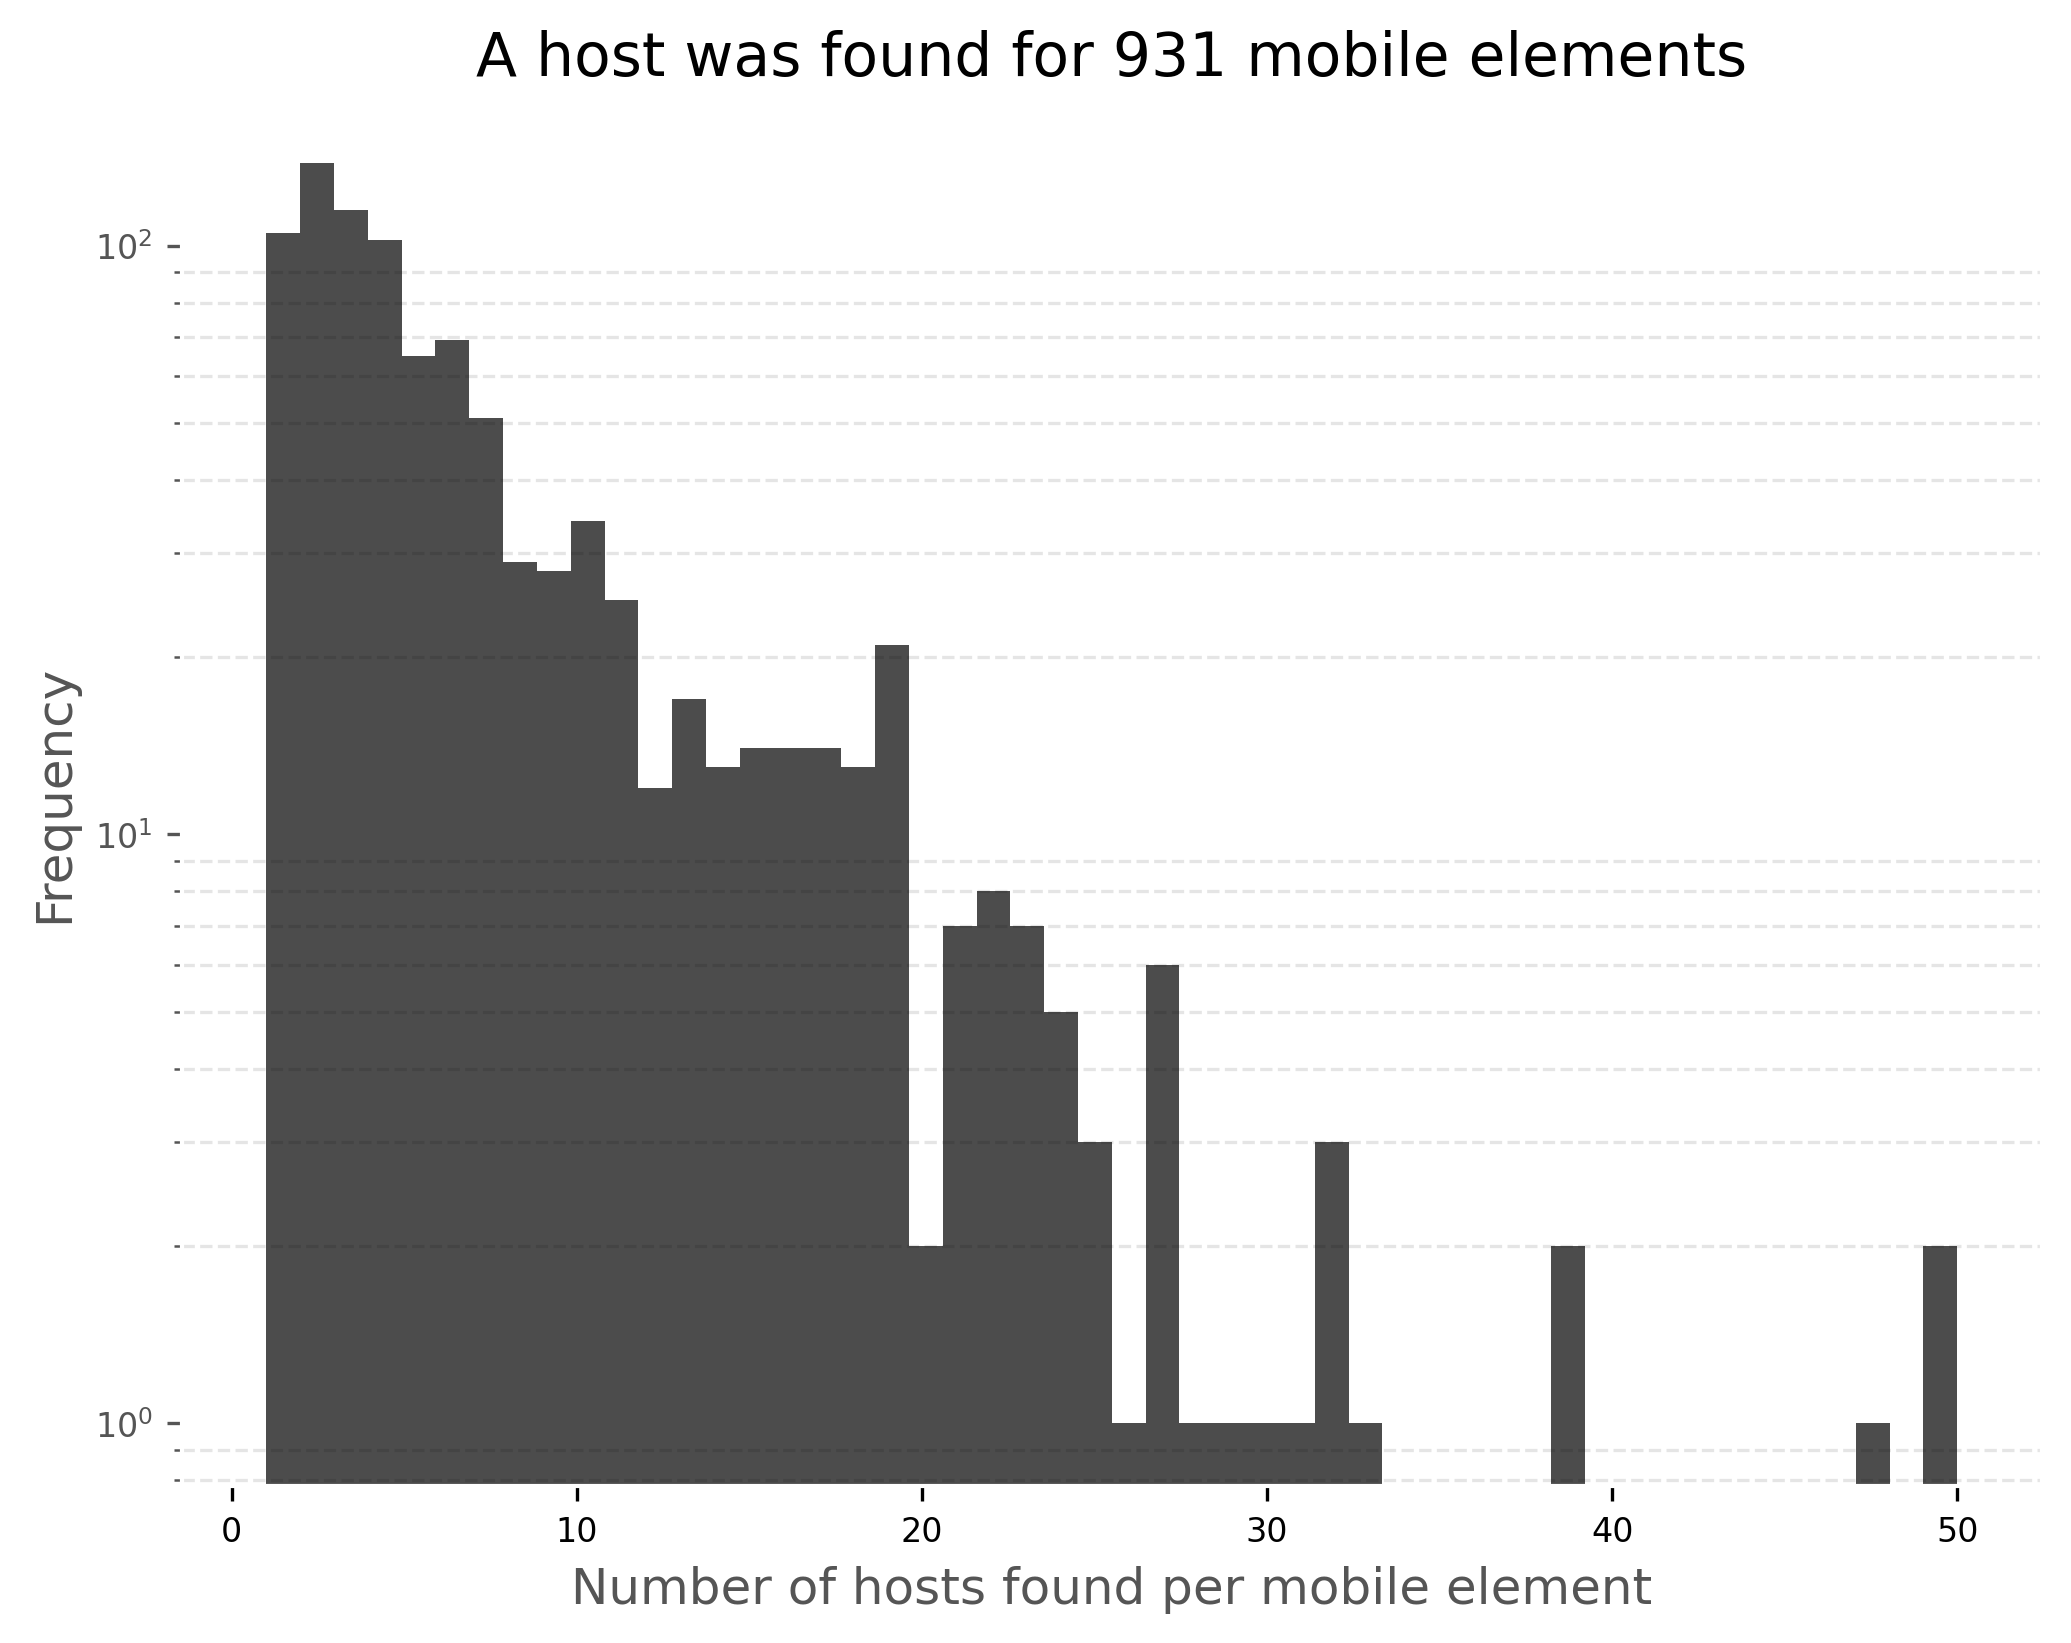 A host was found for 931 mobile elements
Frequency
10²
10¹
10⁰
0 10 20 30 40 50
Number of hosts found per mobile element